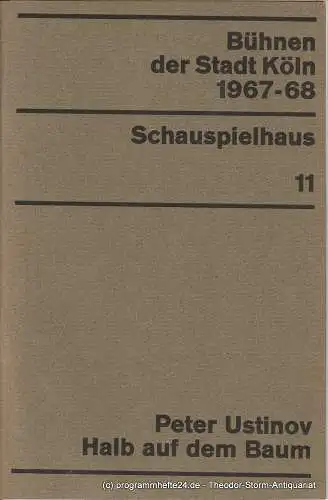 Bühnen
der Stadt Köln
1967-68
Schauspielhaus
11
Peter Ustinov
Halb auf dem Baum
(c) programmhefte24.de - Theodor-Storm-Antiquariat